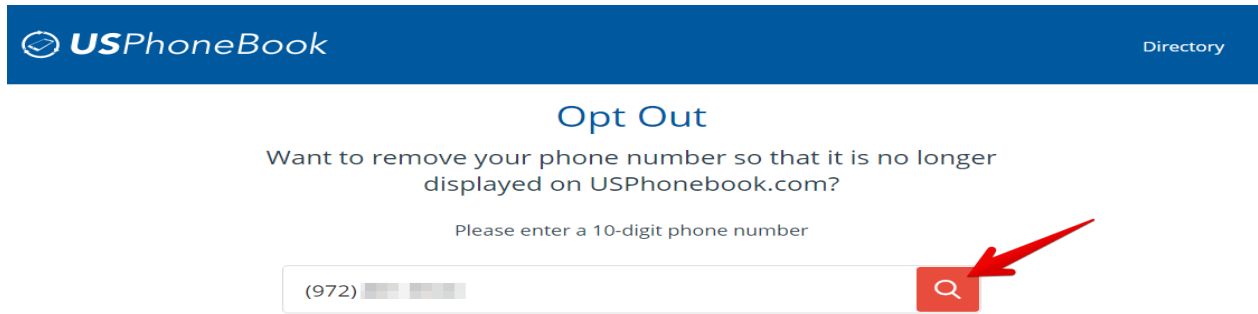 USPhoneBook
Directory
Opt Out
Want to remove your phone number so that it is no longer
displayed on USPhonebook.com?
Please enter a 10-digit phone number
(972)